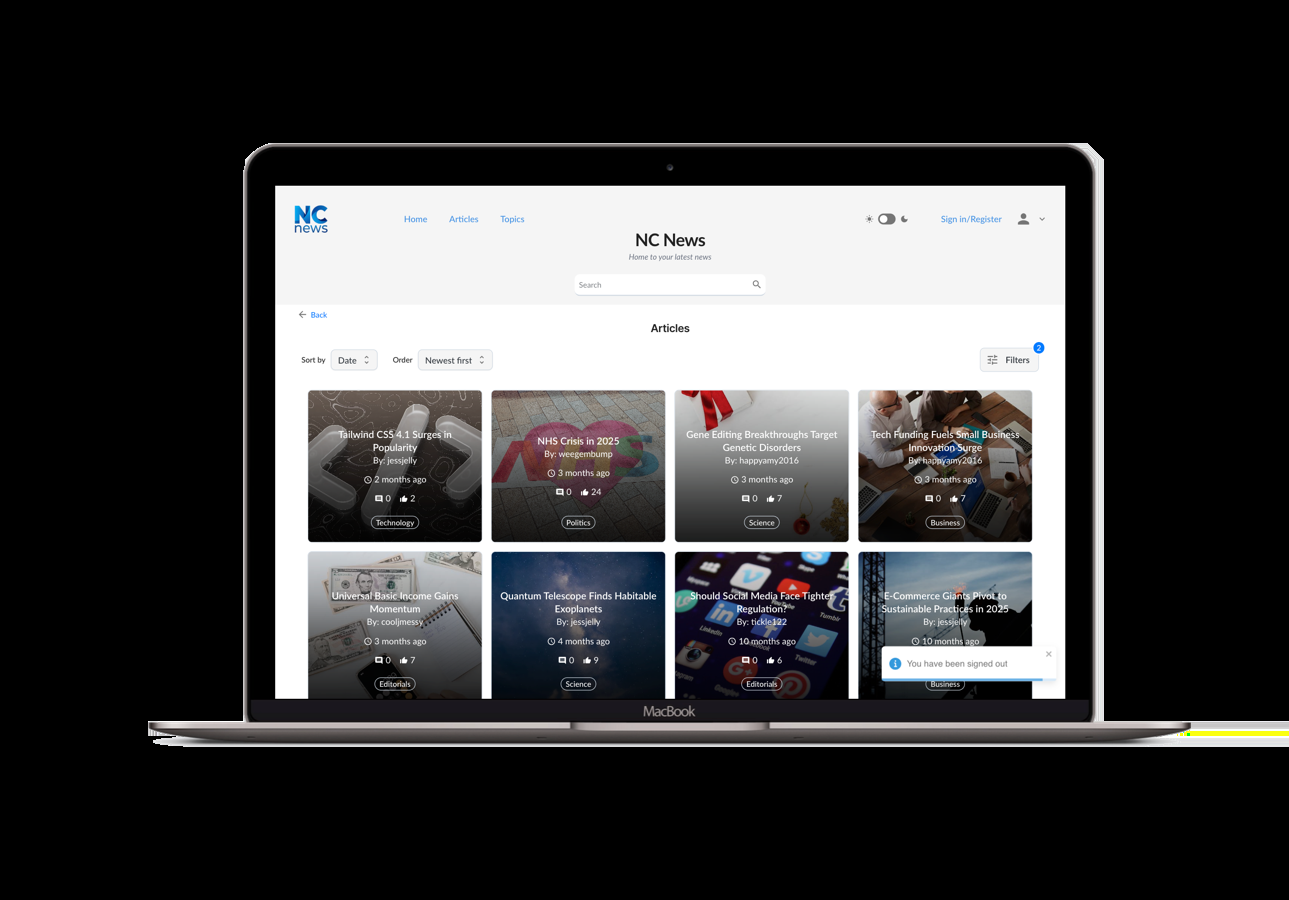 NC
news
Home Articles Topics
Sign in/Register
NC News
Home to your latest news
Search
Back
Articles
Sort by Date Order Newest first
2
Filters
Tailwind CSS 4.1 Surges in
Popularity
By: jessjelly
2 months ago
0 2
Technology
NHS
NHS Crisis in 2025
By: weegembump
3 months ago
0 24
Politics
Gene Editing Breakthroughs Target
Genetic Disorders
By: happyamy2016
3 months ago
0 7
Science
Tech Funding Fuels Small Business
Innovation Surge
By: happyamy2016
3 months ago
0 7
Business
Universal Basic Income Gains
Momentum
By: cooljmessy
3 months ago
0 7
Editorials
Quantum Telescope Finds Habitable
Exoplanets
By: jessjelly
4 months ago
0 9
Science
Should Social Media Face Tighter
Regulation?
By: tickle122
10 months ago
0 6
Editorials
LinkedIn
Twitter
E-Commerce Giants Pivot to
Sustainable Practices in 2025
By: jessjelly
10 months ago
Business
You have been signed out
MacBook